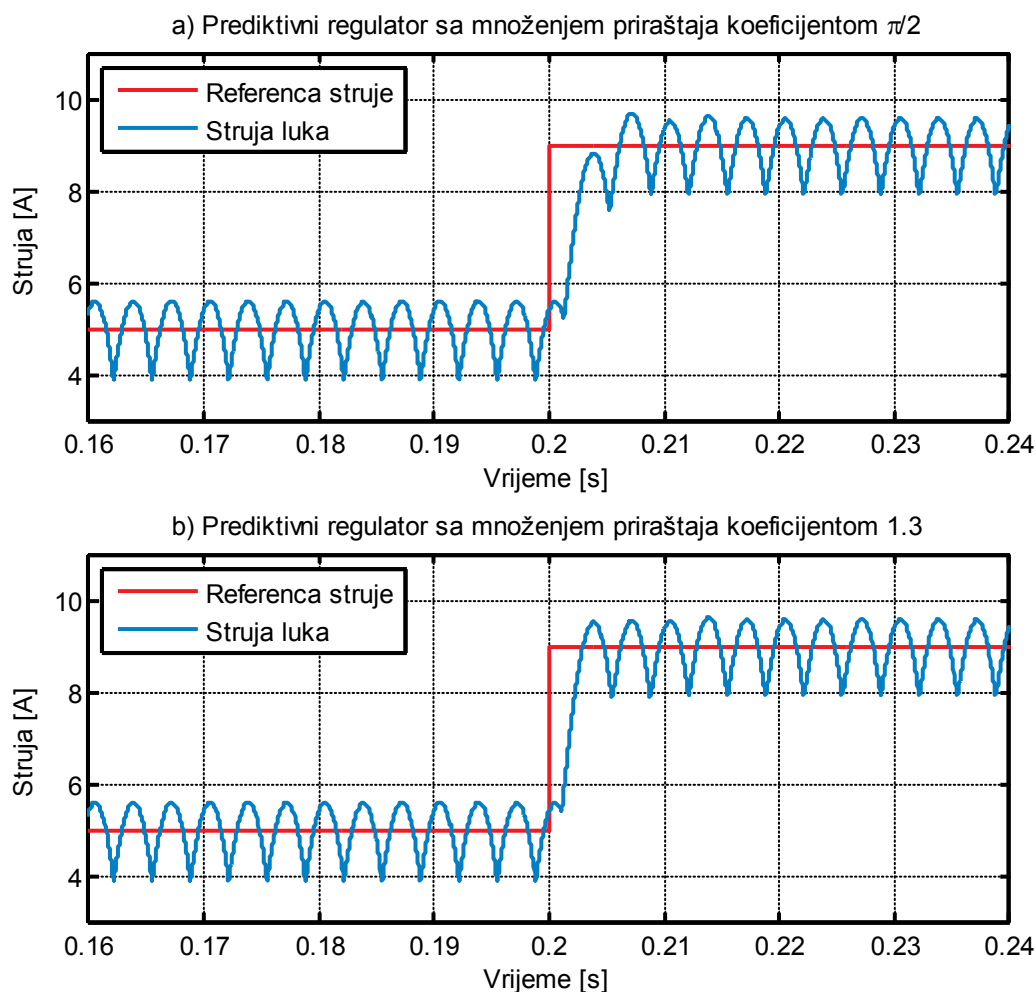 a) Prediktivni regulator sa množenjem priraštaja koeficijentom π/2
Referenca struje
Struja luka
Struja [A]
10
8
6
4
0.16 0.17 0.18 0.19 0.2 0.21 0.22 0.23 0.24
Vrijeme [s]
b) Prediktivni regulator sa množenjem priraštaja koeficijentom 1.3
Referenca struje
Struja luka
Struja [A]
10
8
6
4
0.16 0.17 0.18 0.19 0.2 0.21 0.22 0.23 0.24
Vrijeme [s]